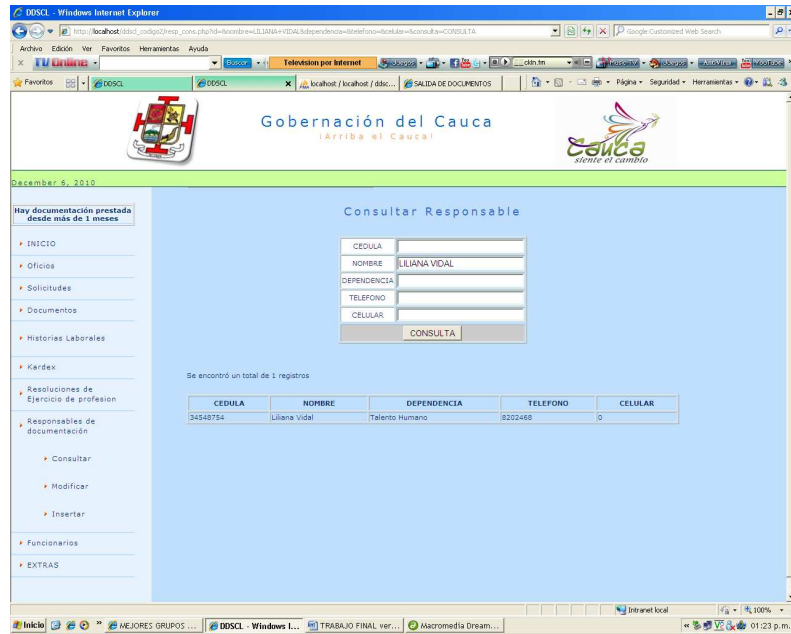 DDSCL - Windows Internet Explorer
http://localhost/ddscl_codigo2/resp_cons.php?id=&nombre=LILIANA+VIDAL&dependencia=&telefono=&celular=&consulta=CONSULTA
Google Customized Web Search
Archivo Edición Ver Favoritos Herramientas Ayuda
TV Online
Buscar
Television por Internet
Juegos
Favoritos
DDSCL
DDSCL
localhost / localhost / ddsc...
SALIDA DE DOCUMENTOS
Página
Seguridad
Herramientas
Gobernación del Cauca
¡Arriba el Cauca!
Cauca
siente el cambio
December 6, 2010
Hay documentación prestada
desde más de 1 meses
INICIO
Oficios
Solicitudes
Documentos
Historias Laborales
Kardex
Resoluciones de
Ejercicio de profesion
Responsables de
documentación
Consultar
Modificar
Insertar
Funcionarios
EXTRAS
Consultar Responsable
CEDULA
NOMBRE LILIANA VIDAL
DEPENDENCIA
TELEFONO
CELULAR
CONSULTA
Se encontró un total de 1 registros
CEDULA NOMBRE DEPENDENCIA TELEFONO CELULAR
34548754 Liliana Vidal Talento Humano 8202468 0
Intranet local
100%
Inicio
MEJORES GRUPOS ...
DDSCL - Windows I...
TRABAJO FINAL ver...
Macromedia Dream...
01:23 p.m.